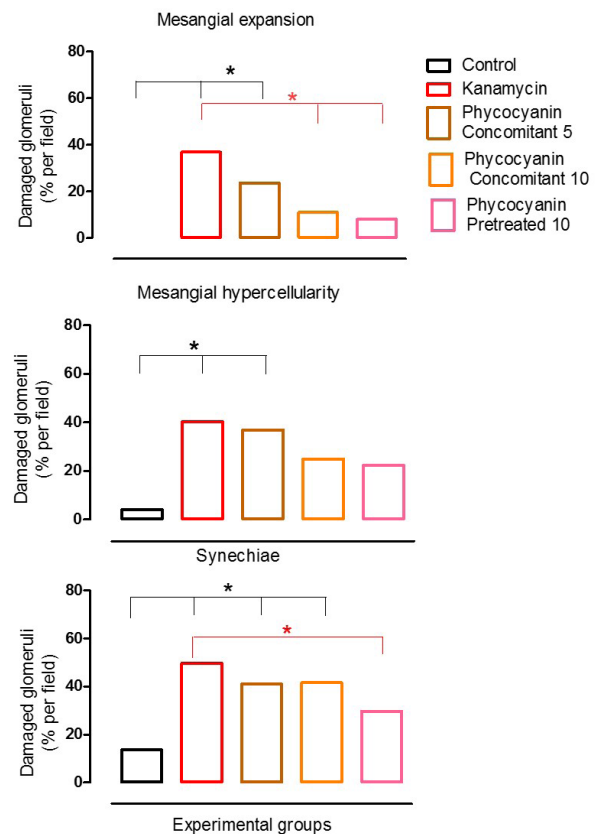 Mesangial expansion
Damaged glomeruli
(% per field)
80
60
40
20
0
*
*
Control
Kanamycin
Phycocyanin
Concomitant 5
Phycocyanin
Concomitant 10
Phycocyanin
Pretreated 10
Mesangial hypercellularity
Damaged glomeruli
(% per field)
80
60
40
20
0
*
Synechiae
Damaged glomeruli
(% per field)
80
60
40
20
0
*
*
Experimental groups